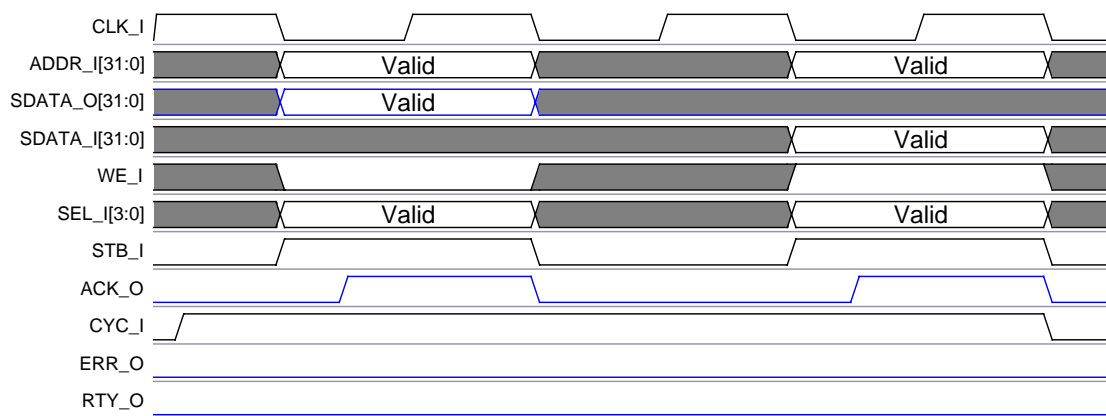 CLK_I
ADDR_I[31:0] Valid Valid
SDATA_O[31:0] Valid
SDATA_I[31:0] Valid
WE_I
SEL_I[3:0] Valid Valid
STB_I
ACK_O
CYC_I
ERR_O
RTY_O